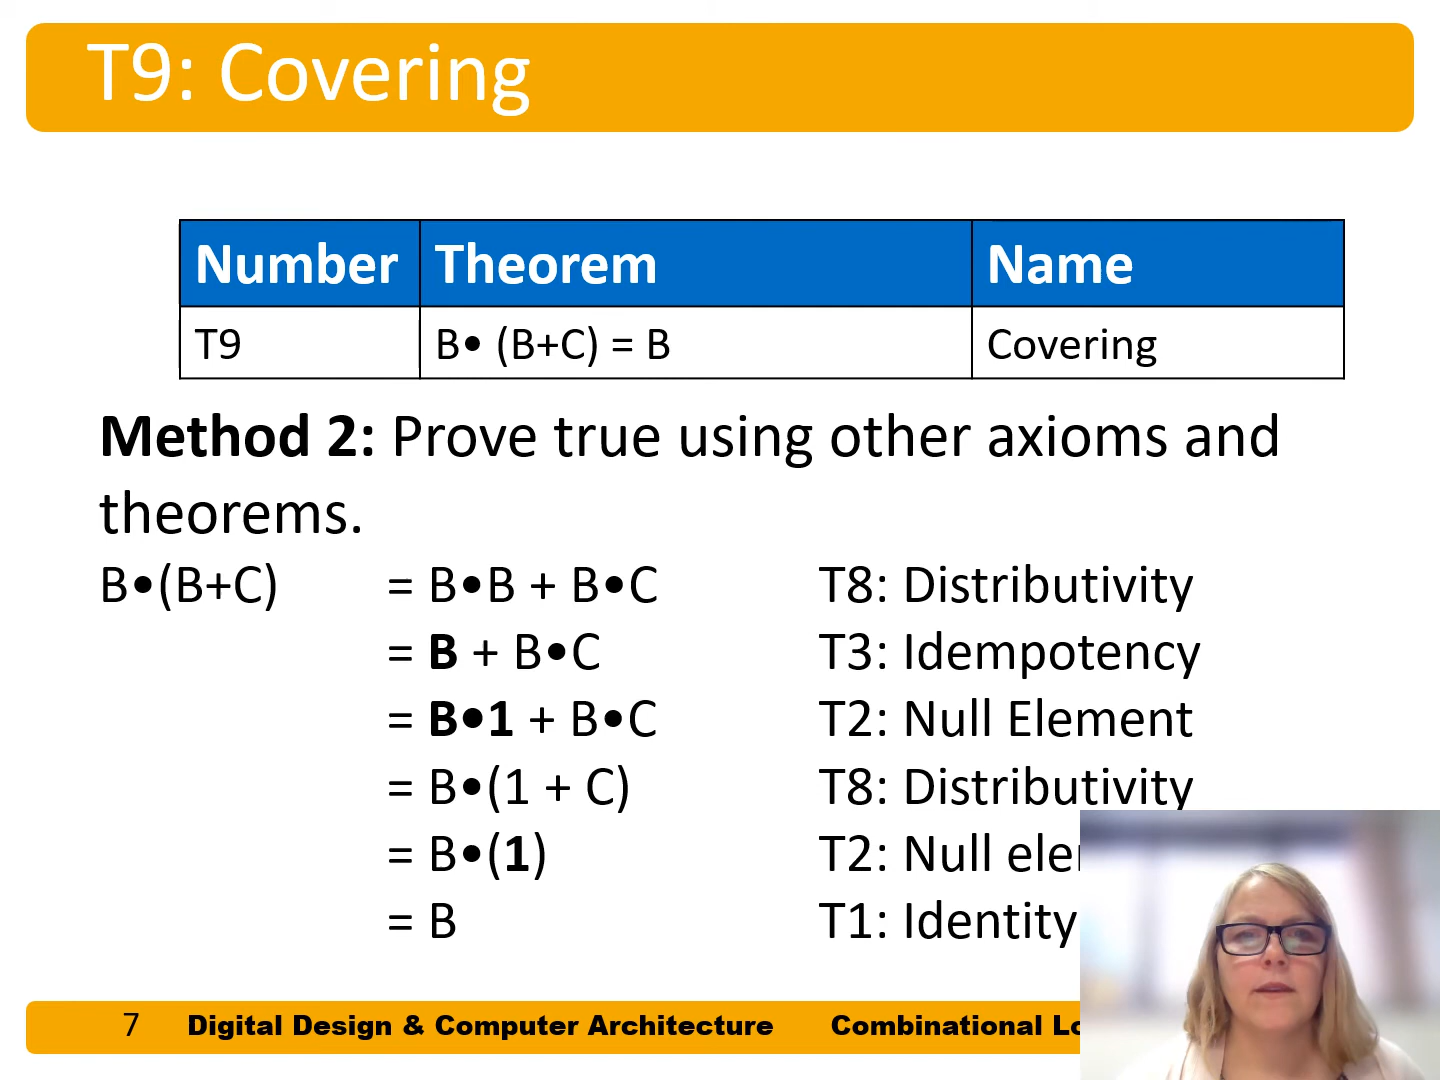 T9: Covering
Number Theorem Name
T9 B• (B+C) = B Covering
Method 2: Prove true using other axioms and
theorems.
B•(B+C) = B•B + B•C T8: Distributivity
= B + B•C T3: Idempotency
= B•1 + B•C T2: Null Element
= B•(1 + C) T8: Distributivity
= B•(1) T2: Null
= B T1: Identity
7 Digital Design & Computer Architecture Combinational